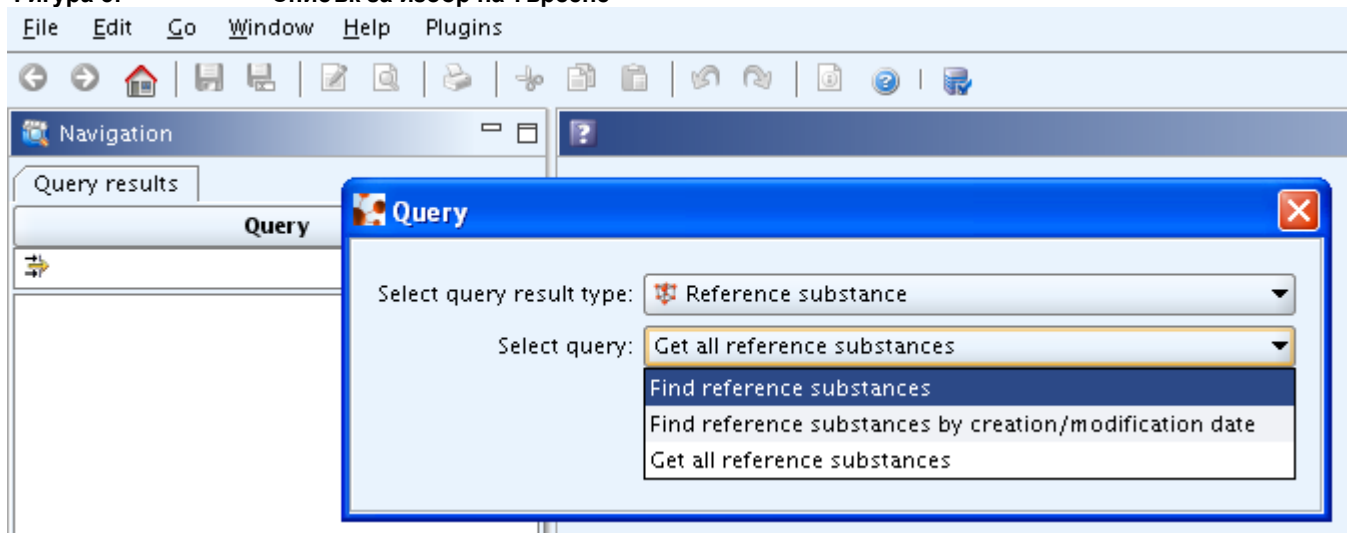 File Edit Go Window Help Plugins
Navigation
Query results
Query
Query
Select query result type: Reference substance
Select query: Get all reference substances
Find reference substances
Find reference substances by creation/modification date
Get all reference substances